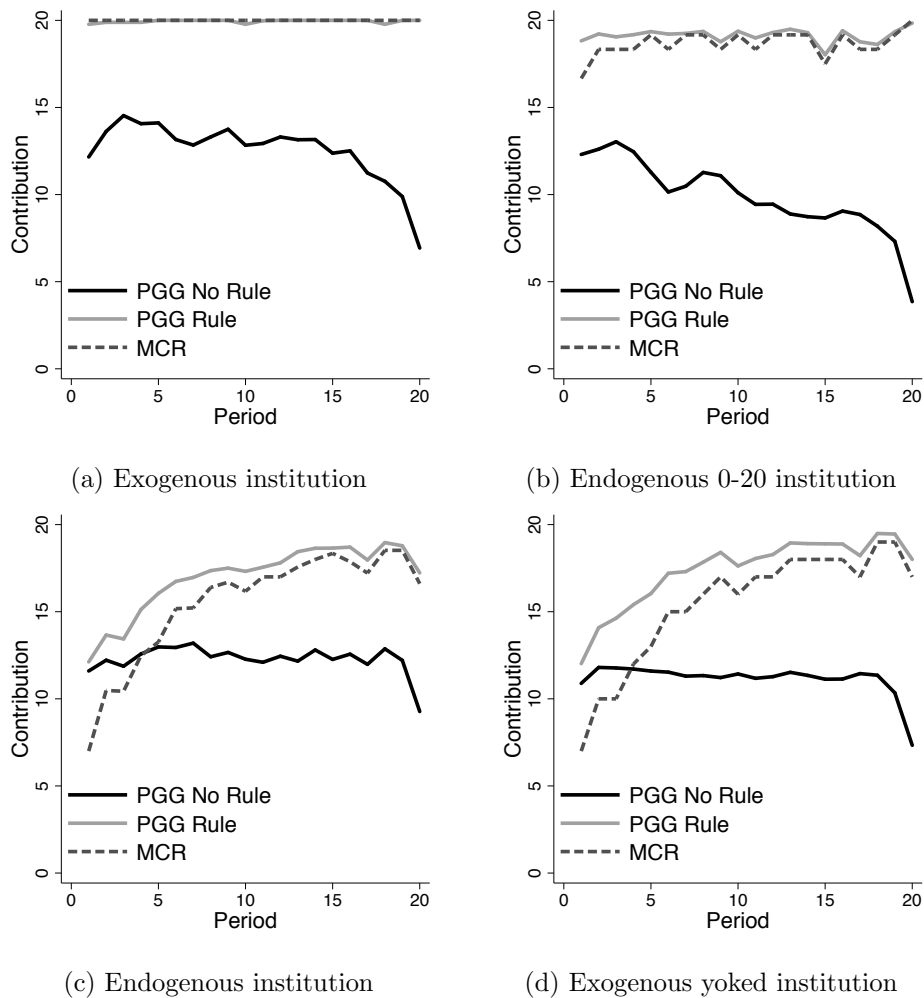 Contribution
0 5 10 15 20
PGG No Rule
PGG Rule
MCR
0 5 10 15 20
Period
(a) Exogenous institution
Contribution
0 5 10 15 20
PGG No Rule
PGG Rule
MCR
0 5 10 15 20
Period
(b) Endogenous 0-20 institution
Contribution
0 5 10 15 20
PGG No Rule
PGG Rule
MCR
0 5 10 15 20
Period
(c) Endogenous institution
Contribution
0 5 10 15 20
PGG No Rule
PGG Rule
MCR
0 5 10 15 20
Period
(d) Exogenous yoked institution